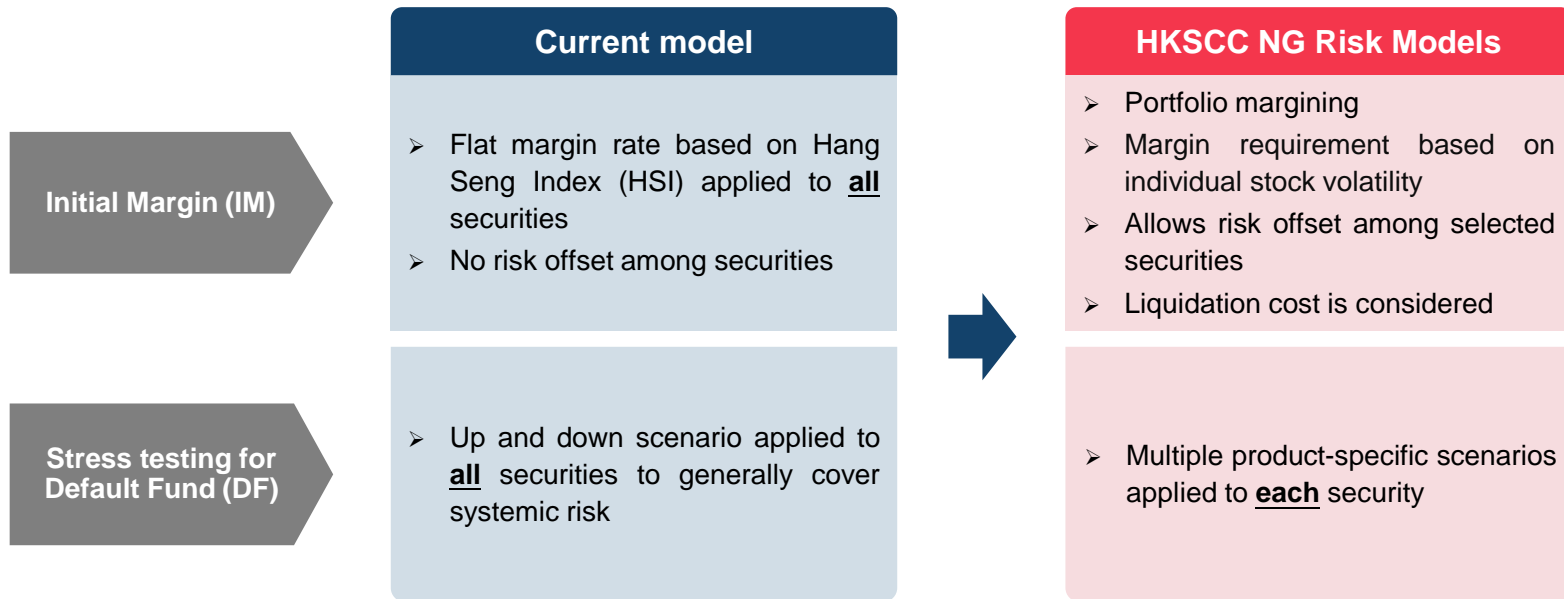 Current model
HKSCC NG Risk Models
Initial Margin (IM)
➢ Flat margin rate based on Hang
Seng Index (HSI) applied to all
securities
➢ No risk offset among securities
➢ Portfolio margining
➢ Margin requirement based on
individual stock volatility
➢ Allows risk offset among selected
securities
➢ Liquidation cost is considered
Stress testing for
Default Fund (DF)
➢ Up and down scenario applied to
all securities to generally cover
systemic risk
➢ Multiple product-specific scenarios
applied to each security